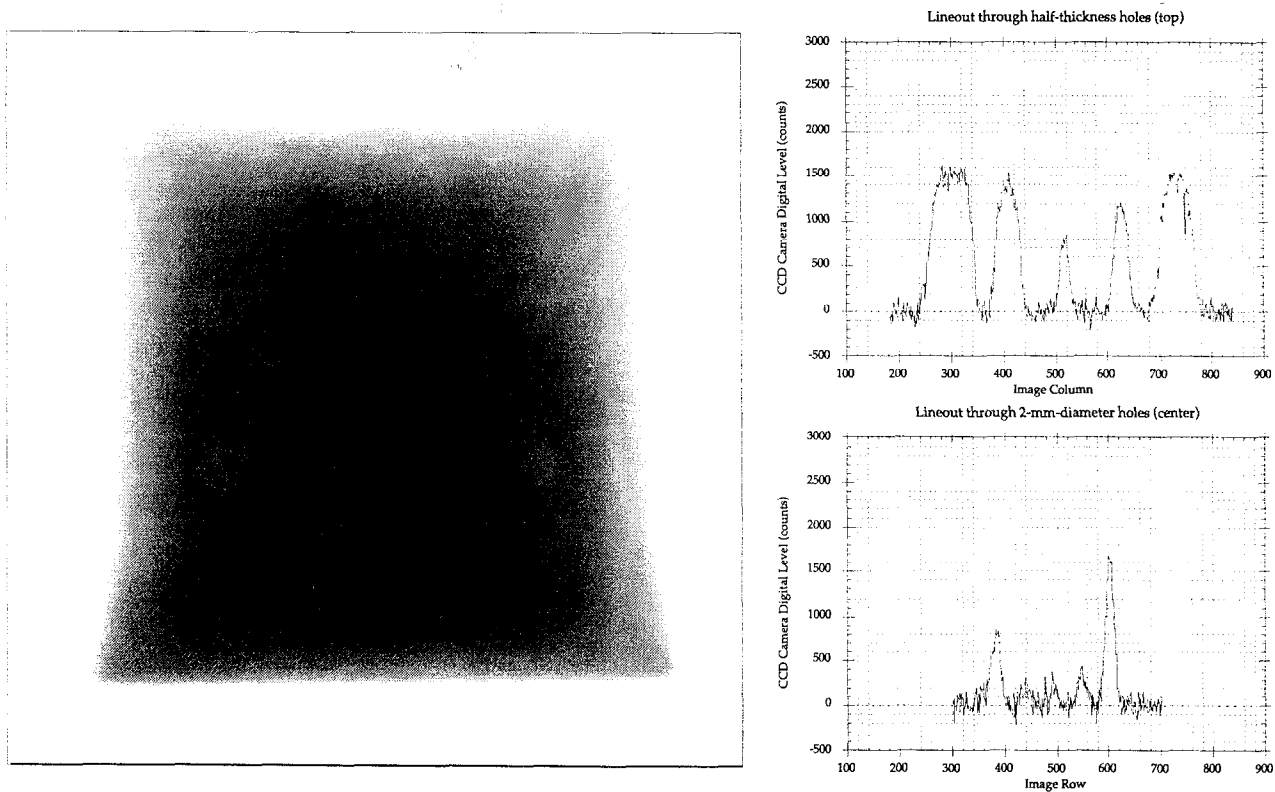 Lineout through half-thickness holes (top)
3000
2500
2000
1500
1000
500
0
-500
CCD Camera Digital Level (counts)
100 200 300 400 500 600 700 800 900
Image Column
Lineout through 2-mm-diameter holes (center)
3000
2500
2000
1500
1000
500
0
-500
CCD Camera Digital Level (counts)
100 200 300 400 500 600 700 800 900
Image Row